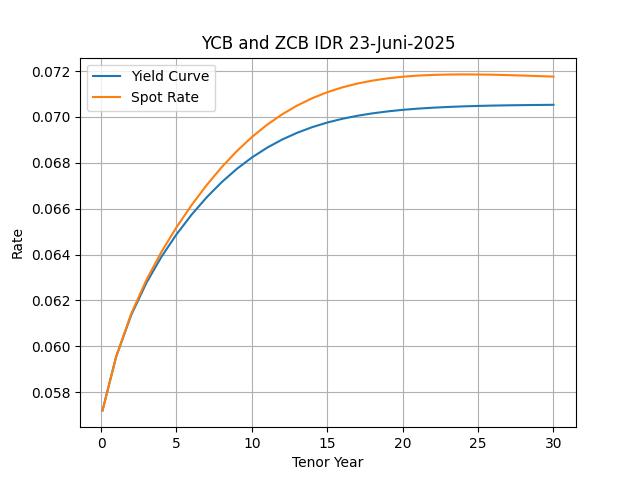 YCB and ZCB IDR 23-Juni-2025
Yield Curve
Spot Rate
0.072
0.070
0.068
0.066
0.064
0.062
0.060
0.058
Rate
0 5 10 15 20 25 30
Tenor Year